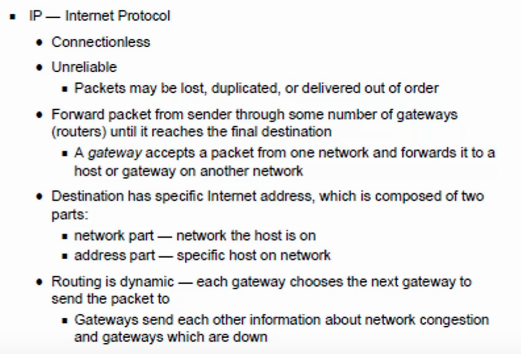 IP — Internet Protocol
Connectionless
Unreliable
Packets may be lost, duplicated, or delivered out of order
Forward packet from sender through some number of gateways
(routers) until it reaches the final destination
A gateway accepts a packet from one network and forwards it to a
host or gateway on another network
Destination has specific Internet address, which is composed of two
parts:
network part — network the host is on
address part — specific host on network
Routing is dynamic — each gateway chooses the next gateway to
send the packet to
Gateways send each other information about network congestion
and gateways which are down